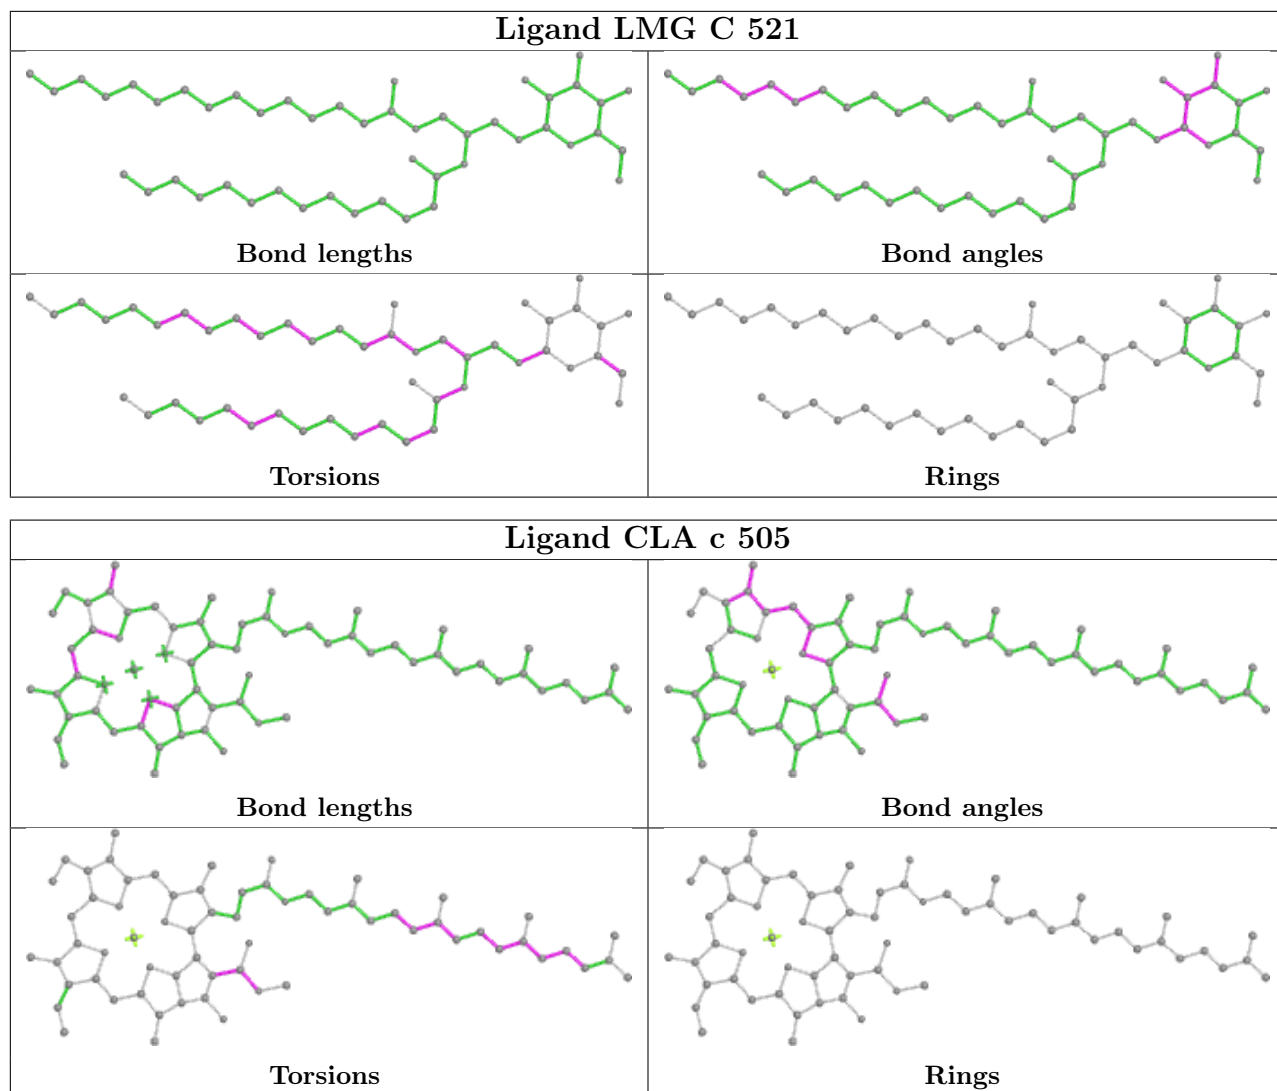 Ligand LMG C 521
Bond lengths
Bond angles
Torsions
Rings
Ligand CLA c 505
Bond lengths
Bond angles
Torsions
Rings